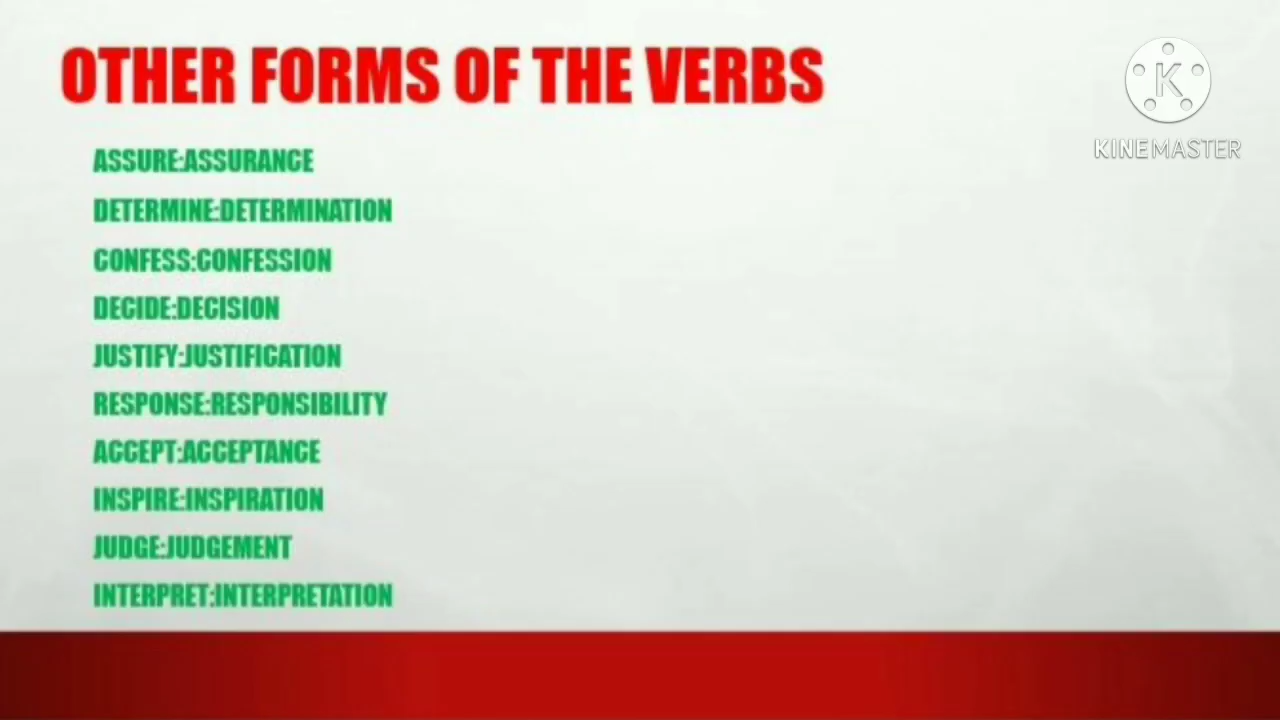 OTHER FORMS OF THE VERBS
KINEMASTER
ASSURE:ASSURANCE
DETERMINE:DETERMINATION
CONFESS:CONFESSION
DECIDE:DECISION
JUSTIFY:JUSTIFICATION
RESPONSE:RESPONSIBILITY
ACCEPT:ACCEPTANCE
INSPIRE:INSPIRATION
JUDGE:JUDGEMENT
INTERPRET:INTERPRETATION